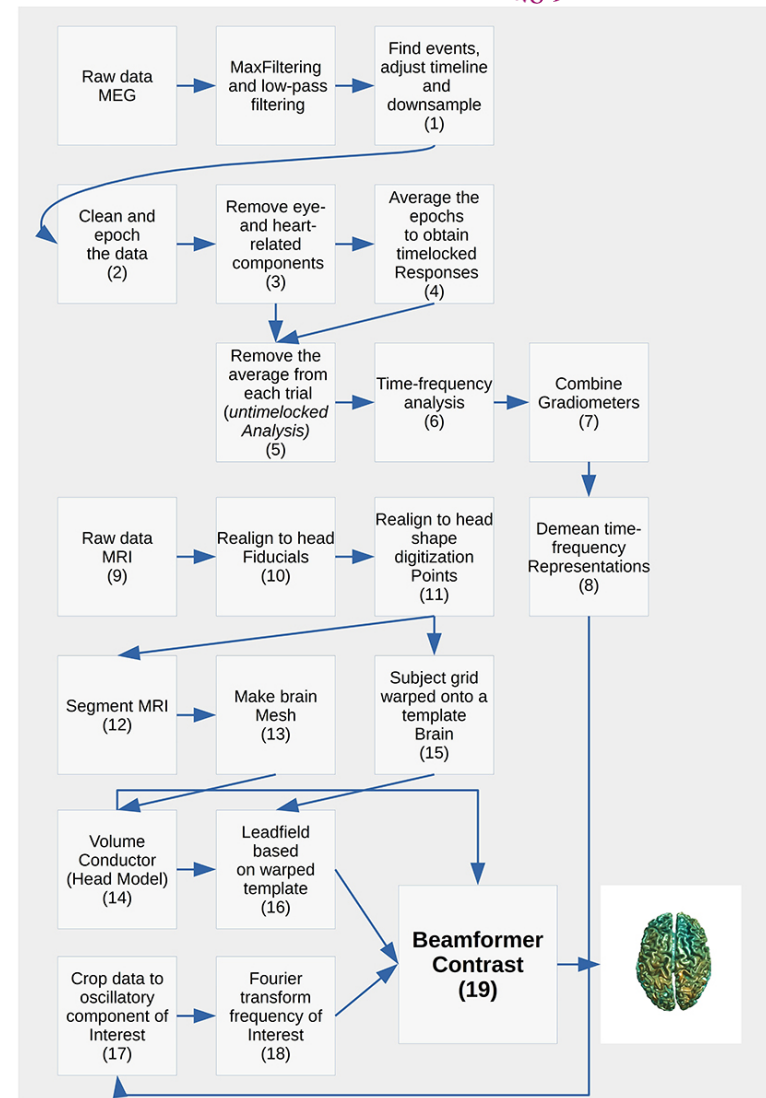 Raw data
MEG
MaxFiltering
and low-pass
filtering
Find events,
adjust timeline
and
downsample
(1)
Clean and
epoch
the data
(2)
Remove eye-
and heart-
related
components
(3)
Average the
epochs
to obtain
timelocked
Responses
(4)
Remove the
average from
each trial
(untimelocked
Analysis)
(5)
Time-frequency
analysis
(6)
Combine
Gradiometers
(7)
Raw data
MRI
(9)
Realign to head
Fiducials
(10)
Realign to head
shape
digitization
Points
(11)
Demean time-
frequency
Representations
(8)
Segment MRI
(12)
Make brain
Mesh
(13)
Subject grid
warped onto a
template
Brain
(15)
Volume
Conductor
(Head Model)
(14)
Leadfield
based
on warped
template
(16)
Beamformer
Contrast
(19)
Crop data to
oscillatory
component of
Interest
(17)
Fourier
transform
frequency of
Interest
(18)